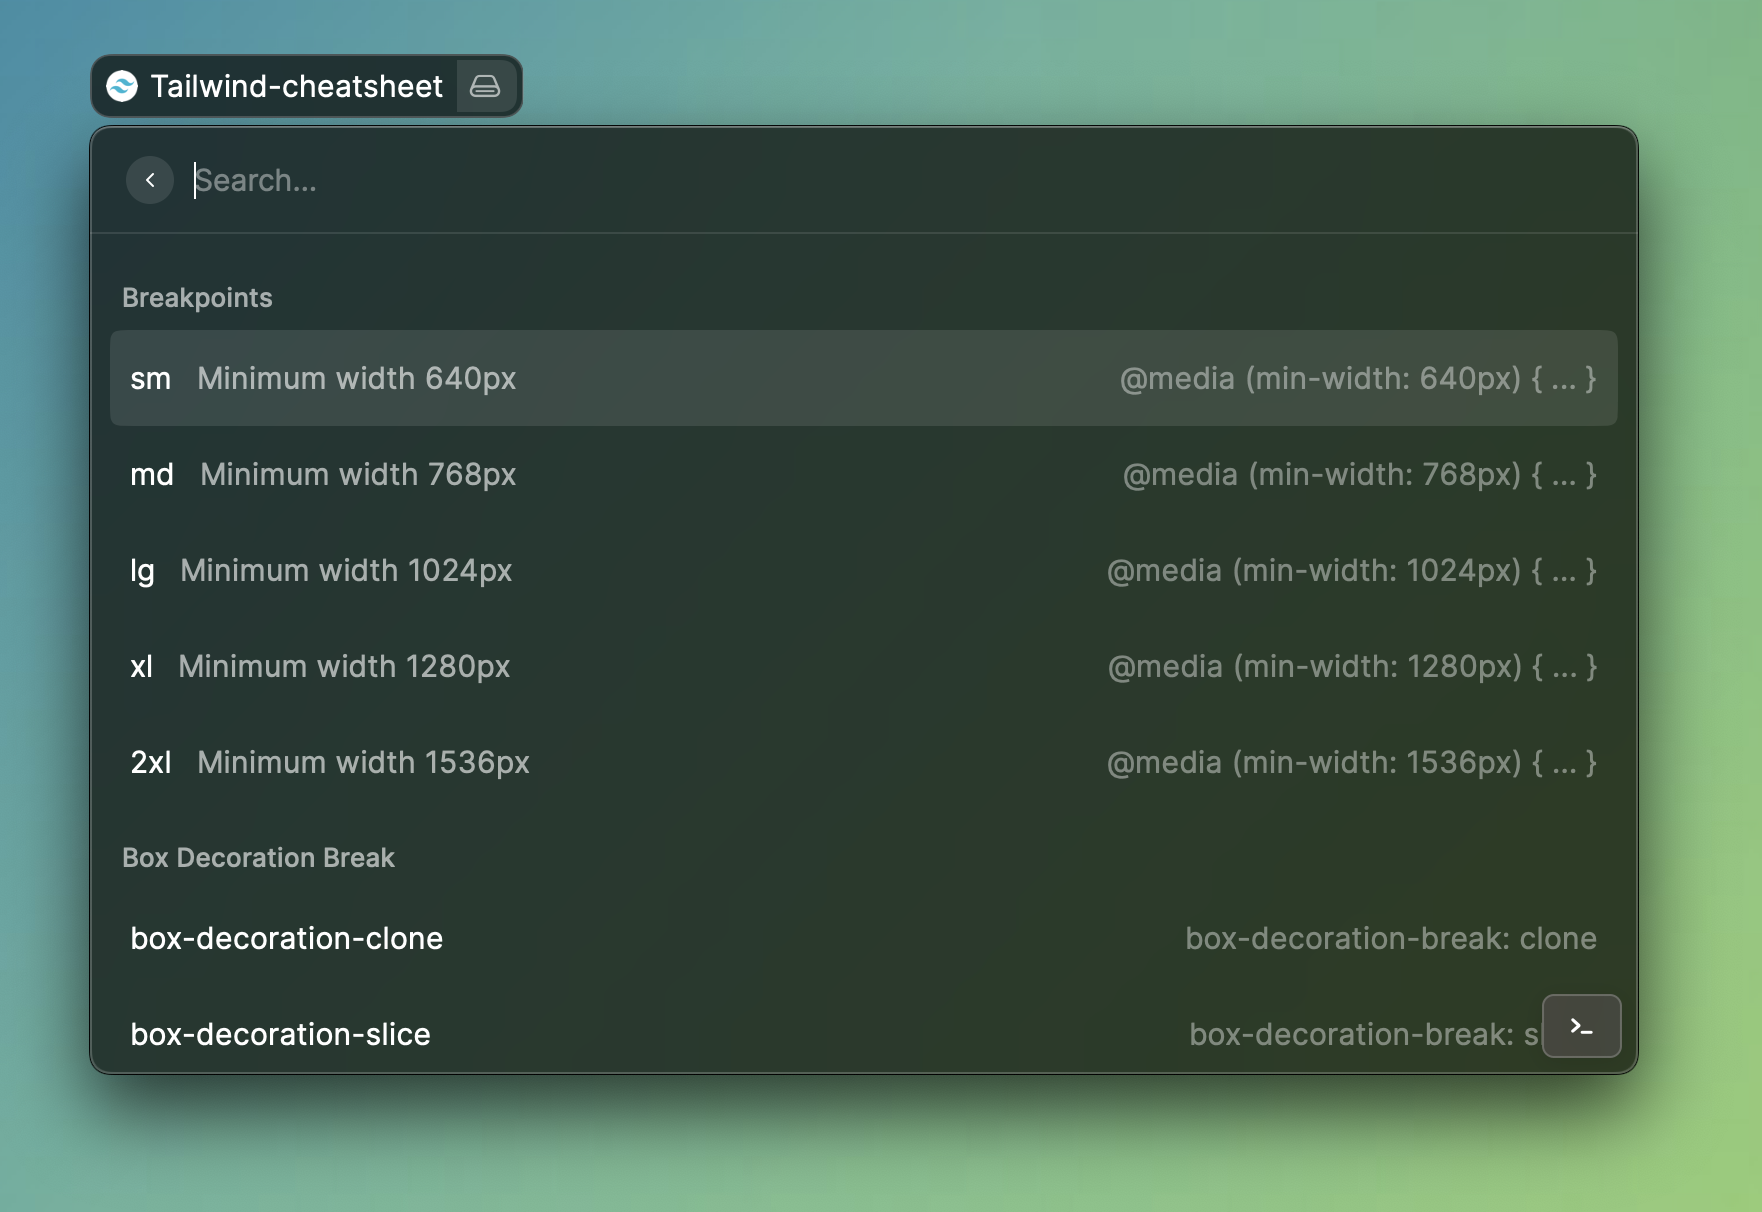 Tailwind-cheatsheet
Search...
Breakpoints
sm Minimum width 640px @media (min-width: 640px) { ... }
md Minimum width 768px @media (min-width: 768px) { ... }
lg Minimum width 1024px @media (min-width: 1024px) { ... }
xl Minimum width 1280px @media (min-width: 1280px) { ... }
2xl Minimum width 1536px @media (min-width: 1536px) { ... }
Box Decoration Break
box-decoration-clone box-decoration-break: clone
box-decoration-slice box-decoration-break: